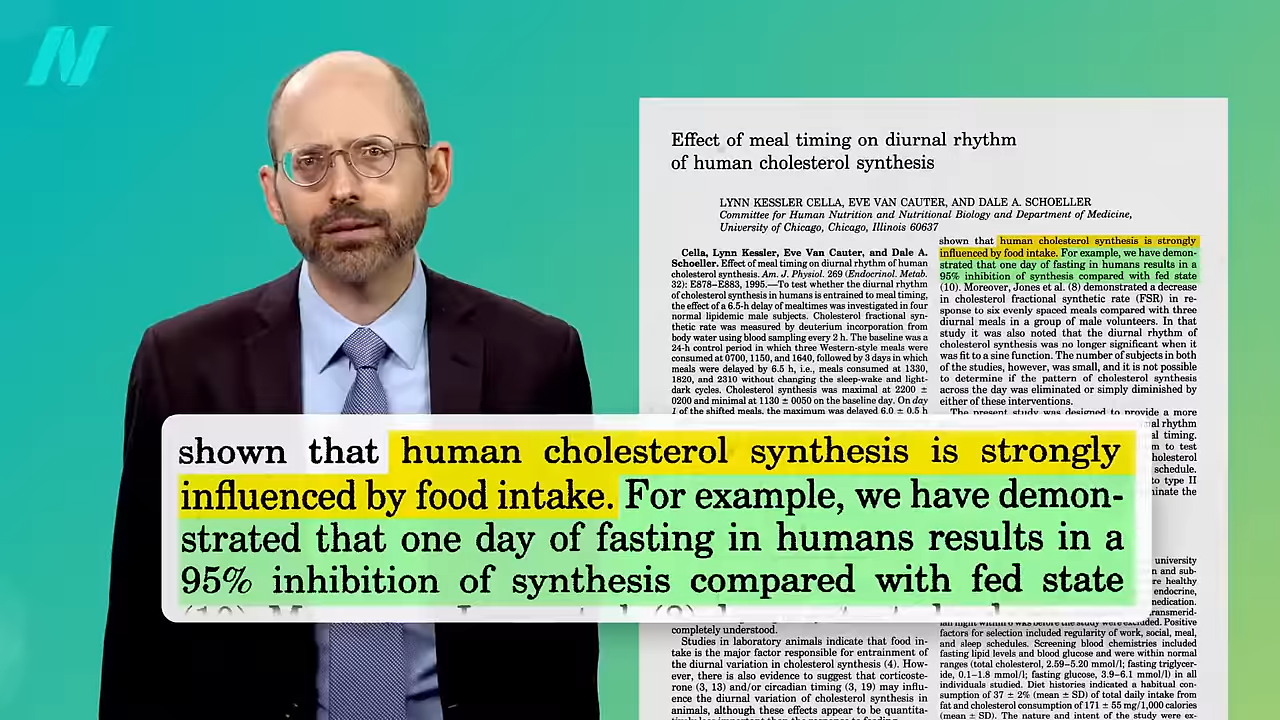 N
Effect of meal timing on diurnal rhythm
of human cholesterol synthesis
LYNN KESSLER CELLA, EVE VAN CAUTER, AND DALE A. SCHOELLER
Committee for Human Nutrition and Nutritional Biology and Department of Medicine,
University of Chicago, Chicago, Illinois 60637
Cella, Lynn Kessler, Eve Van Cauter, and Dale A.
Schoeller. Effect of meal timing on diurnal rhythm of human
cholesterol synthesis. Am. J. Physiol. 269 (Endocrinol. Metab.
32): E878–E883, 1995.—To test whether the diurnal rhythm
of cholesterol synthesis in humans is entrained to meal timing,
the effect of a 6.5-h delay of mealtimes was investigated in four
normal lipidemic male subjects. Cholesterol fractional syn-
thetic rate was measured by deuterium incorporation from
body water using blood sampling every 2 h. The baseline was a
24-h control period in which three Western-style meals were
consumed at 0700, 1150, and 1640, followed by 3 days in which
meals were delayed by 6.5 h, i.e., meals consumed at 1330,
1820, and 2310 without changing the sleep-wake and light-
dark cycles. Cholesterol synthesis was maximal at 2200 ±
0200 and minimal at 1130 ± 0050 on the baseline day. On day
1 of the shifted meals, the maximum was delayed 6.0 ± 0.5 h
completely understood.
Studies in laboratory animals indicate that food in-
take is the major factor responsible for entrainment of
the diurnal variation in cholesterol synthesis (4). How-
ever, there is also evidence to suggest that corticoste-
rone (3, 13) and/or circadian timing (3, 19) may influ-
ence the diurnal variation of cholesterol synthesis in
animals, although these effects appear to be quantita-
shown that human cholesterol synthesis is strongly
influenced by food intake. For example, we have demon-
strated that one day of fasting in humans results in a
95% inhibition of synthesis compared with fed state
(10). Moreover, Jones et al. (8) demonstrated a decrease
in cholesterol fractional synthetic rate (FSR) in re-
sponse to six evenly spaced meals compared with three
diurnal meals in a group of male volunteers. In that
study it was also noted that the diurnal rhythm of
cholesterol synthesis was no longer significant when it
was fit to a sine function. The number of subjects in both
of the studies, however, was small, and it is not possible
to determine if the pattern of cholesterol synthesis
across the day was eliminated or simply diminished by
either of these interventions.
The present study was designed to provide a more
rhythm
timing.
to test
schedule.
to type II
the
university
and sub-
healthy
endocrine,
Positive
factors for selection included regularity of work, social, meal,
and sleep schedules. Screening blood chemistries included
fasting lipid levels and blood glucose and were within normal
ranges (total cholesterol, 2.59–5.20 mmol/l; fasting triglycer-
ide, 0.1–1.8 mmol/l; fasting glucose, 3.9–6.1 mmol/l) in all
individuals studied. Diet histories indicated a habitual con-
sumption of 37 ± 2% (mean ± SD) of total daily intake from
fat and cholesterol consumption of 171 ± 55 mg/1,000 calories
(mean ± SD). The nature and intent of the study were ex-
shown that human cholesterol synthesis is strongly
influenced by food intake. For example, we have demon-
strated that one day of fasting in humans results in a
95% inhibition of synthesis compared with fed state